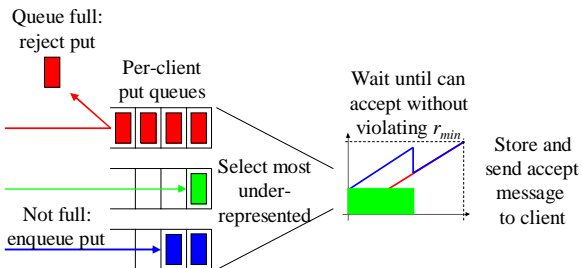 Queue full:
reject put
Per-client
put queues
Select most
under-
represented
Not full:
enqueue put
Wait until can
accept without
violating r_min
Store and
send accept
message
to client